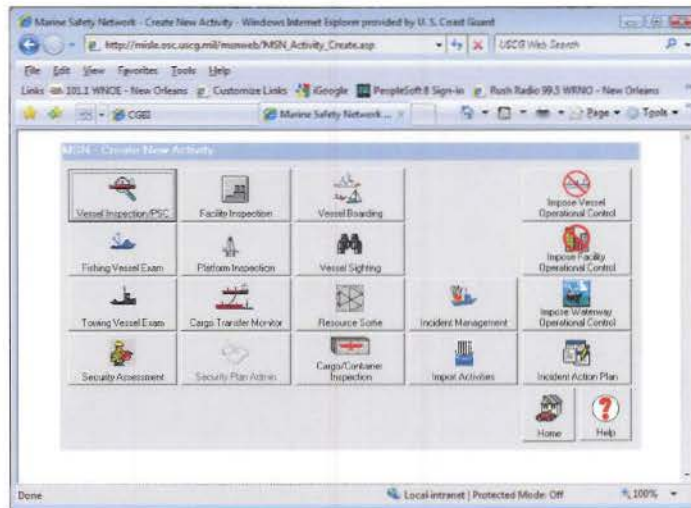 Marine Safety Network - Create New Activity - Windows Internet Explorer provided by U. S. Coast Guard
http://misle.osc.uscg.mil/msnweb/MSN_Activity_Create.asp
USCG Web Search
File Edit View Favorites Tools Help
Links 101.1 WNOE - New Orleans Customize Links iGoogle PeopleSoft 8 Sign-in Rush Radio 99.5 WRNO - New Orleans
CGEII Marine Safety Network ... Page Tools
MSN - Create New Activity
Vessel Inspection/PSC Facility Inspection Vessel Boarding Impose Vessel
Operational Control
Fishing Vessel Exam Platform Inspection Vessel Sighting Impose Facility
Operational Control
Towing Vessel Exam Cargo Transfer Monitor Resource Sortie Incident Management Impose Waterway
Operational Control
Security Assessment Security Plan Admin Cargo/Container
Inspection Import Activities Incident Action Plan
Home Help
Done Local intranet | Protected Mode: Off 100%